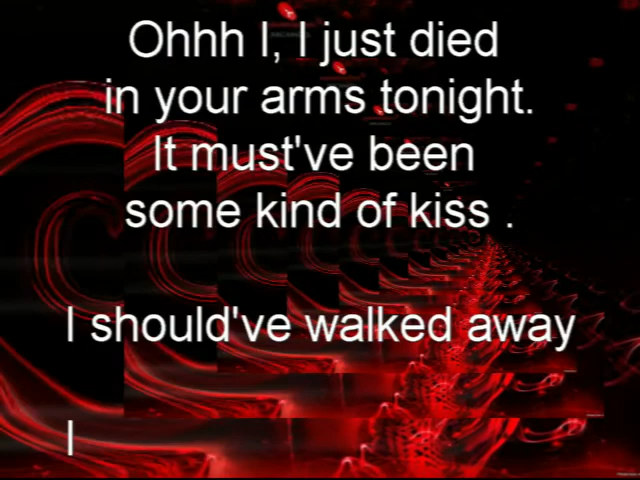 Ohhh I, I just died
in your arms tonight.
It must've been
some kind of kiss .
I should've walked away
I